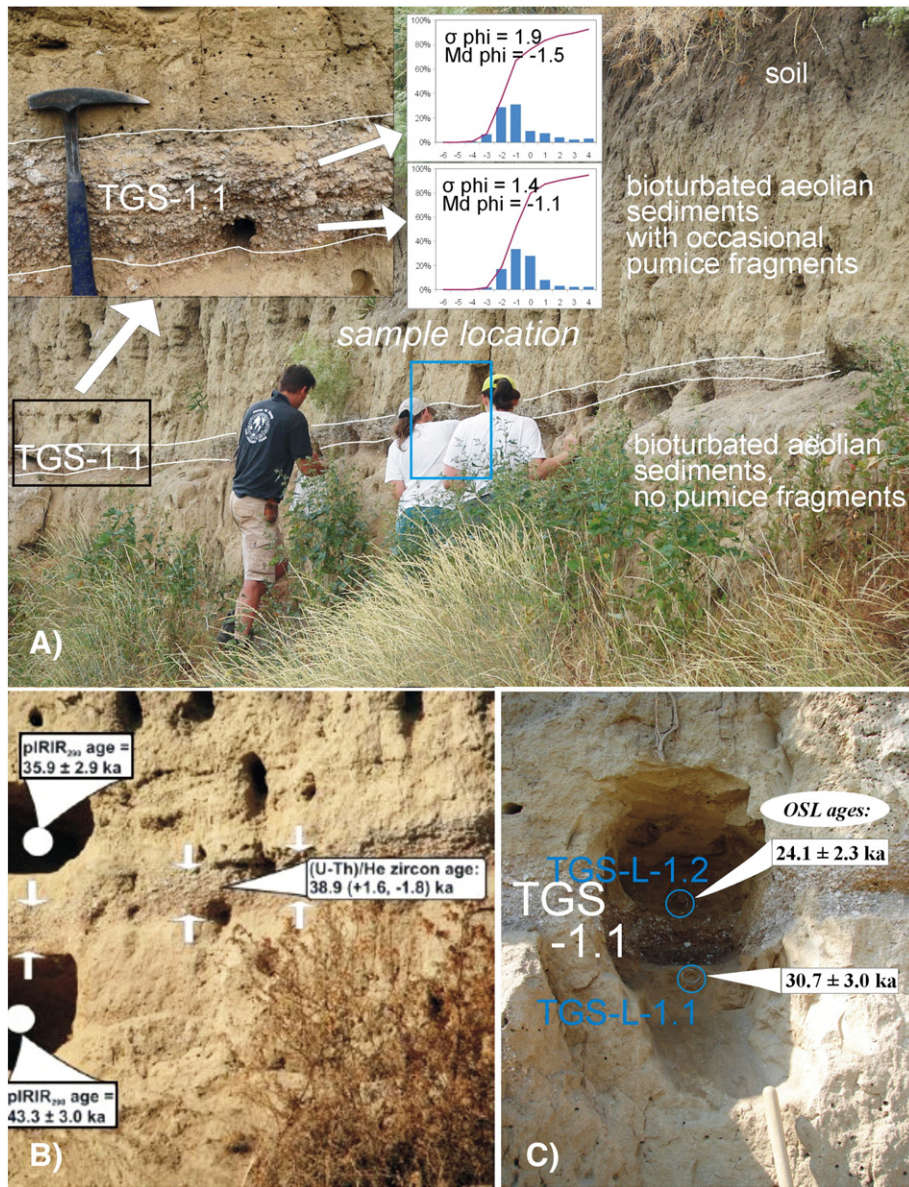 σ phi = 1.9
Md phi = -1.5
100%
80%
60%
40%
20%
0%
-6 -5 -4 -3 -2 -1 0 1 2 3 4
σ phi = 1.4
Md phi = -1.1
100%
80%
60%
40%
20%
0%
-6 -5 -4 -3 -2 -1 0 1 2 3 4
soil
TGS-1.1
bioturbated aeolian
sediments
with occasional
pumice fragments
sample location
TGS-1.1
bioturbated aeolian
sediments,
no pumice fragments
A)
pIRIR₂₉₀ age =
35.9 ± 2.9 ka
(U-Th)/He zircon age:
38.9 (+1.6, -1.8) ka
pIRIR₂₉₀ age =
43.3 ± 3.0 ka
B)
OSL ages:
24.1 ± 2.3 ka
TGS-L-1.2
TGS
-1.1
30.7 ± 3.0 ka
TGS-L-1.1
C)